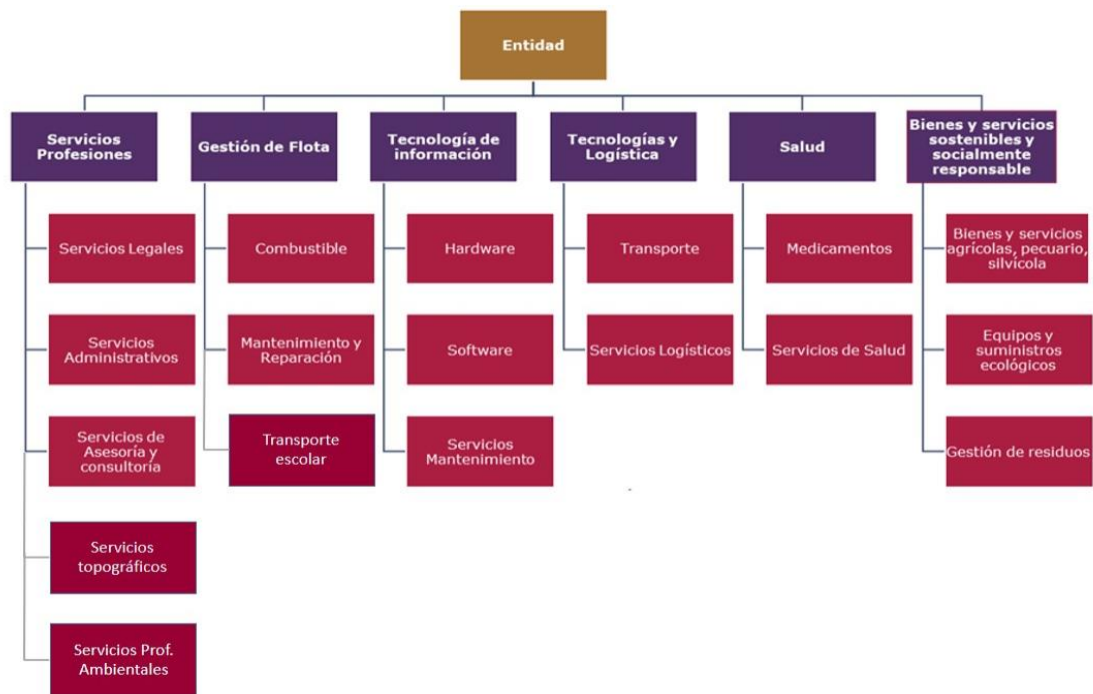 Entidad
Servicios
Profesiones
Gestión de Flota
Tecnología de
información
Tecnologías y
Logística
Salud
Bienes y servicios
sostenibles y
socialmente
responsable
Servicios Legales
Combustible
Hardware
Transporte
Medicamentos
Bienes y servicios
agrícolas, pecuario,
silvícola
Servicios
Administrativos
Mantenimiento y
Reparación
Software
Servicios Logísticos
Servicios de Salud
Equipos y
suministros
ecológicos
Servicios de
Asesoría y
consultoría
Transporte
escolar
Servicios
Mantenimiento
Gestión de residuos
Servicios
topográficos
Servicios Prof.
Ambientales